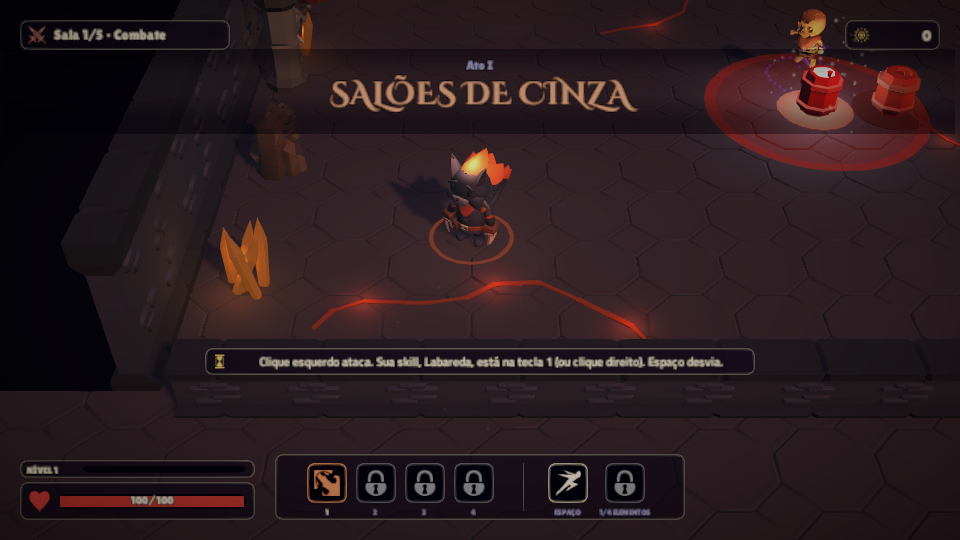 Sala 1/5 - Combate
0
Ato I
SALÕES DE CINZA
Clique esquerdo ataca. Sua skill, Labareda, está na tecla 1 (ou clique direito). Espaço desvia.
NÍVEL 1
100/100
1
2
3
4
ESPAÇO
1/4 ELEMENTOS